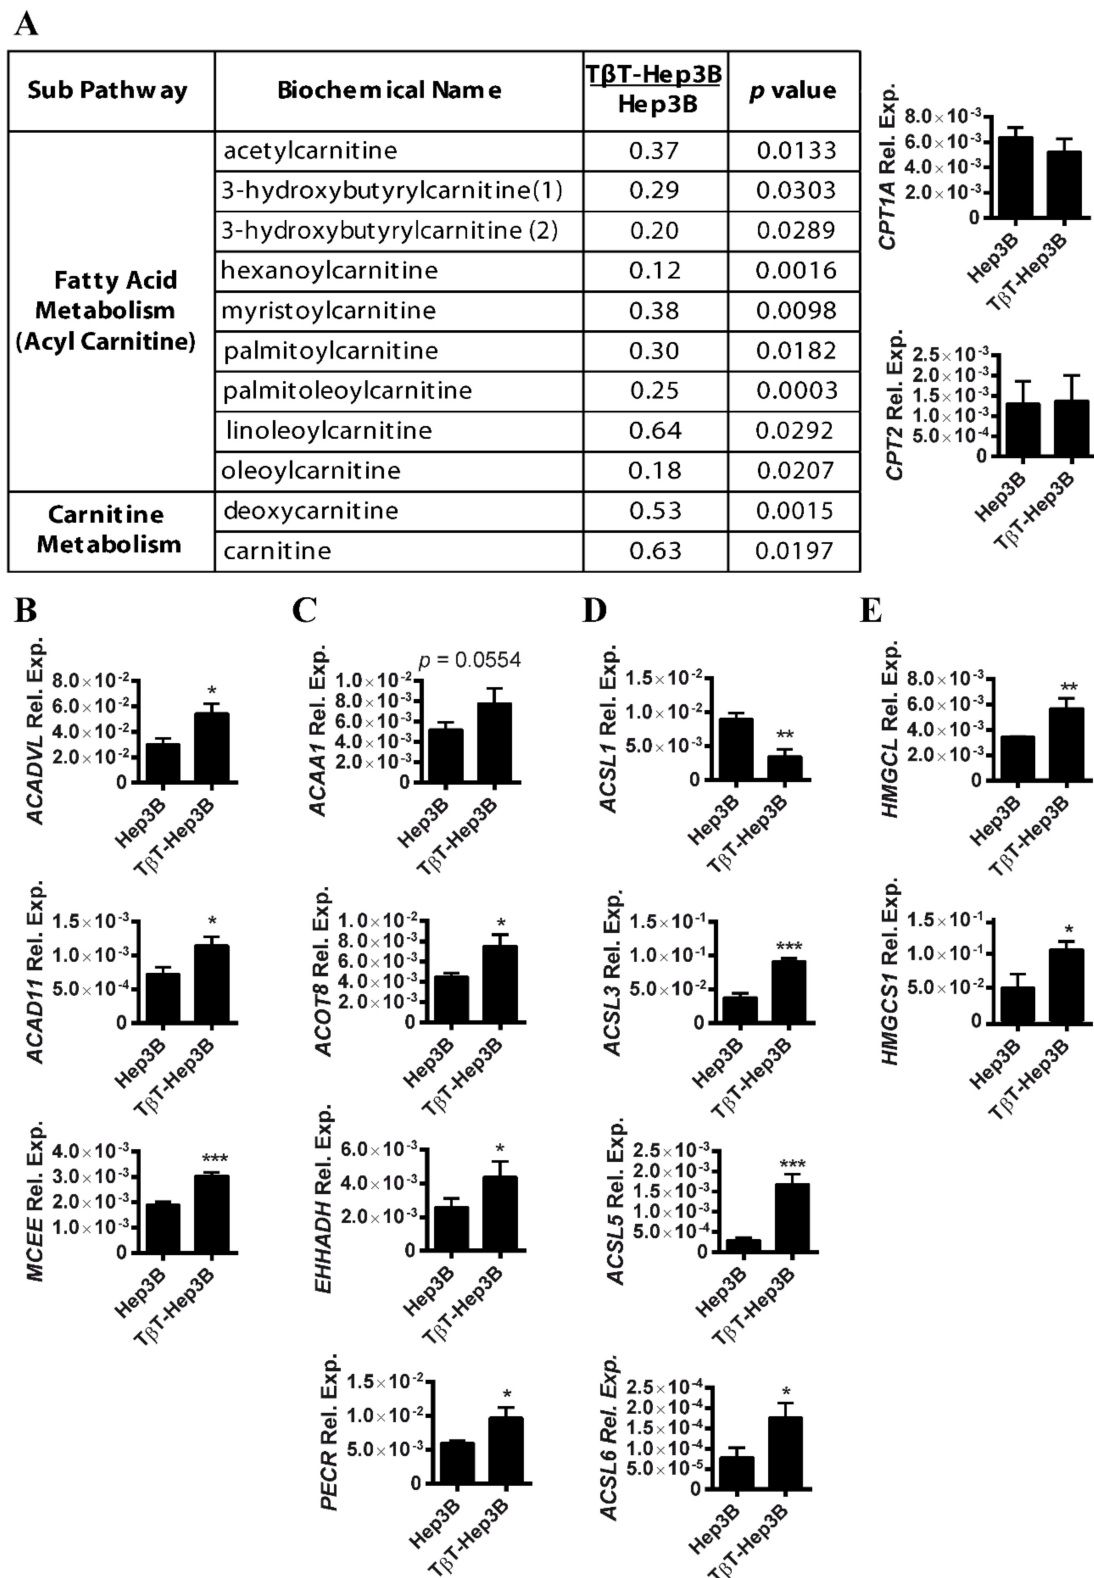 A
Sub Pathway Biochemical Name TβT-Hep3B p value
Hep3B
Fatty Acid
Metabolism
(Acyl Carnitine)
acetylcarnitine 0.37 0.0133
3-hydroxybutyrylcarnitine(1) 0.29 0.0303
3-hydroxybutyrylcarnitine (2) 0.20 0.0289
hexanoylcarnitine 0.12 0.0016
myristoylcarnitine 0.38 0.0098
palmitoylcarnitine 0.30 0.0182
palmitoleoylcarnitine 0.25 0.0003
linoleoylcarnitine 0.64 0.0292
oleoylcarnitine 0.18 0.0207
Carnitine
Metabolism
deoxycarnitine 0.53 0.0015
carnitine 0.63 0.0197
CPT1A Rel. Exp.
8.0×10-3
6.0×10-3
4.0×10-3
2.0×10-3
0
Hep3B
TβT-Hep3B
CPT2 Rel. Exp.
2.5×10-3
2.0×10-3
1.5×10-3
1.0×10-3
5.0×10-4
0
Hep3B
TβT-Hep3B
B
ACADVL Rel. Exp.
8.0×10-2
6.0×10-2
4.0×10-2
2.0×10-2
0
*
Hep3B
TβT-Hep3B
ACAD11 Rel. Exp.
1.5×10-3
1.0×10-3
5.0×10-4
0
*
Hep3B
TβT-Hep3B
MCEE Rel. Exp.
4.0×10-3
3.0×10-3
2.0×10-3
1.0×10-3
0
***
Hep3B
TβT-Hep3B
C
ACAA1 Rel. Exp.
p = 0.0554
1.0×10-2
8.0×10-3
6.0×10-3
4.0×10-3
2.0×10-3
0
Hep3B
TβT-Hep3B
ACOT8 Rel. Exp.
1.0×10-2
8.0×10-3
6.0×10-3
4.0×10-3
2.0×10-3
0
*
Hep3B
TβT-Hep3B
EHHADH Rel. Exp.
6.0×10-3
4.0×10-3
2.0×10-3
0
*
Hep3B
TβT-Hep3B
PECR Rel. Exp.
1.5×10-2
1.0×10-2
5.0×10-3
0
*
Hep3B
TβT-Hep3B
D
ACSL1 Rel. Exp.
1.5×10-2
1.0×10-2
5.0×10-3
0
**
Hep3B
TβT-Hep3B
ACSL3 Rel. Exp.
1.5×10-1
1.0×10-1
5.0×10-2
0
***
Hep3B
TβT-Hep3B
ACSL5 Rel. Exp.
2.5×10-3
2.0×10-3
1.5×10-3
1.0×10-3
5.0×10-4
0
***
Hep3B
TβT-Hep3B
ACSL6 Rel. Exp.
2.5×10-4
2.0×10-4
1.5×10-4
1.0×10-4
5.0×10-5
0
*
Hep3B
TβT-Hep3B
E
HMGCL Rel. Exp.
8.0×10-3
6.0×10-3
4.0×10-3
2.0×10-3
0
**
Hep3B
TβT-Hep3B
HMGCS1 Rel. Exp.
1.5×10-1
1.0×10-1
5.0×10-2
0
*
Hep3B
TβT-Hep3B